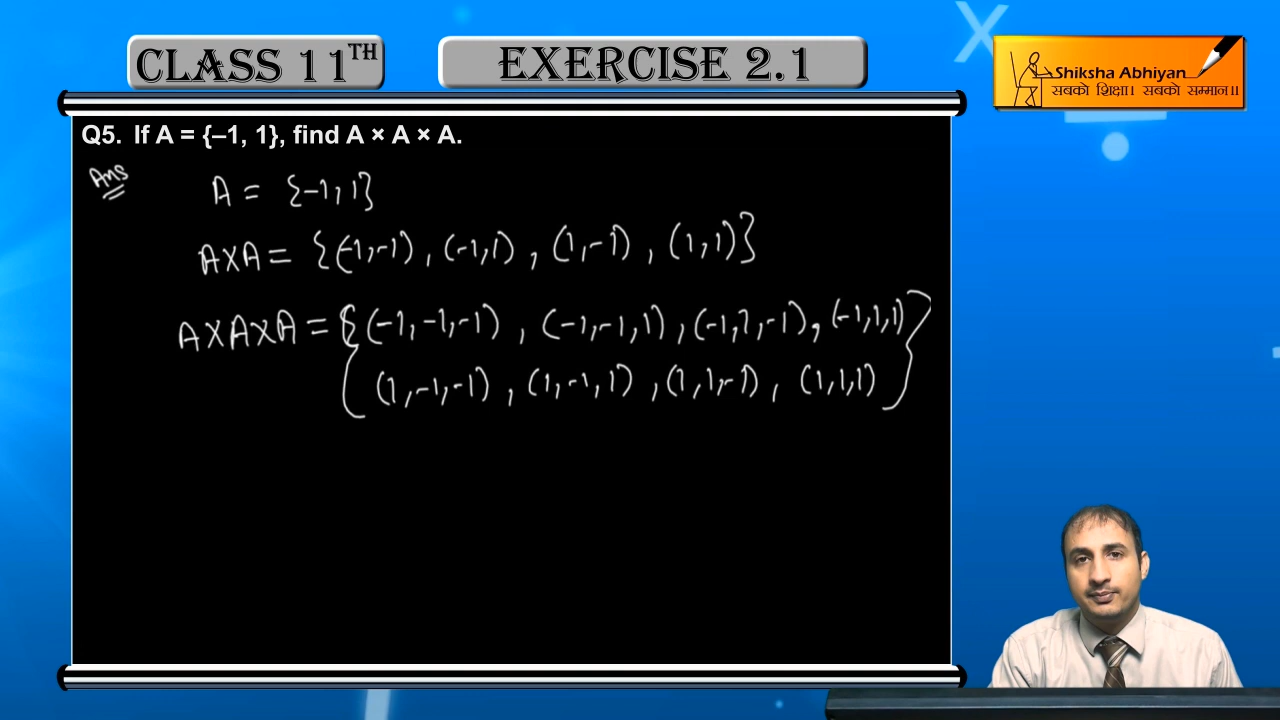 CLASS 11TH
EXERCISE 2.1
Shiksha Abhiyan
सबको शिक्षा। सबको सम्मान।।
Q5. If A = {–1, 1}, find A × A × A.
Ans
A = {-1, 1}
A×A = {(-1,-1), (-1,1), (1,-1), (1,1)}
A×A×A = {(-1,-1,-1), (-1,-1,1), (-1,1,-1), (-1,1,1)
(1,-1,-1), (1,-1,1), (1,1,-1), (1,1,1)}